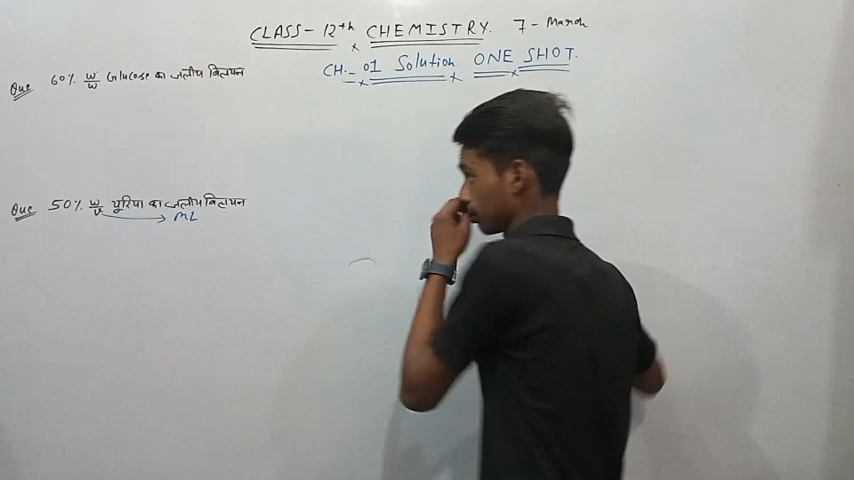 CLASS - 12th CHEMISTRY. 7 - March
CH. - 01 Solution ONE SHOT.
Que 60% w/w Glucose का जलीय विलयन
Que 50% w/v यूरिया का जलीय विलयन
mL